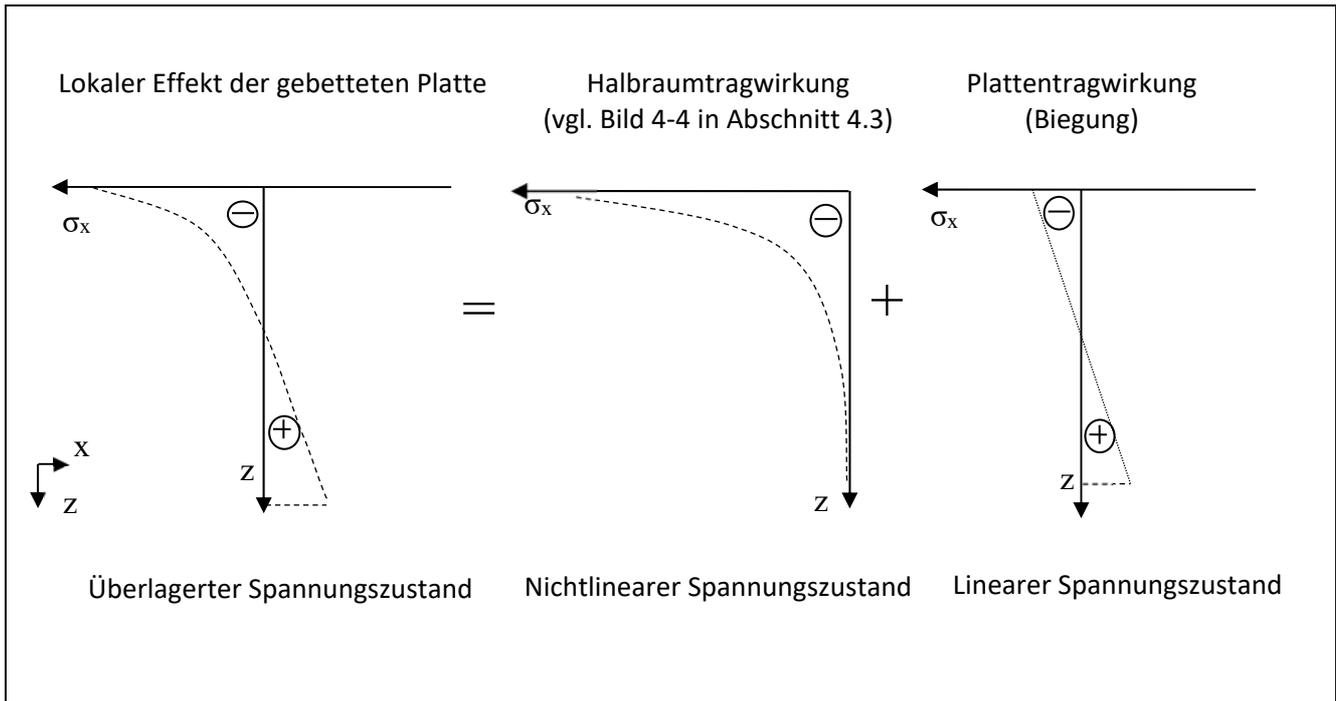 Lokaler Effekt der gebetteten Platte
Halbraumtragwirkung
(vgl. Bild 4-4 in Abschnitt 4.3)
Plattentragwirkung
(Biegung)
σx
−
+
z
x
z
=
σx
−
z
+
σx
−
+
z
Überlagerter Spannungszustand
Nichtlinearer Spannungszustand
Linearer Spannungszustand